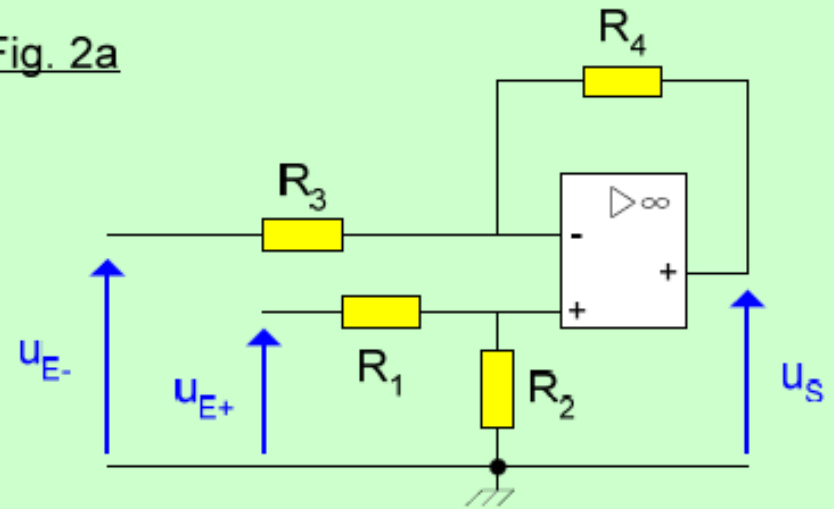 Fig. 2a
R4
R3
▷∞
-
+
+
uE-
uE+
R1
R2
uS